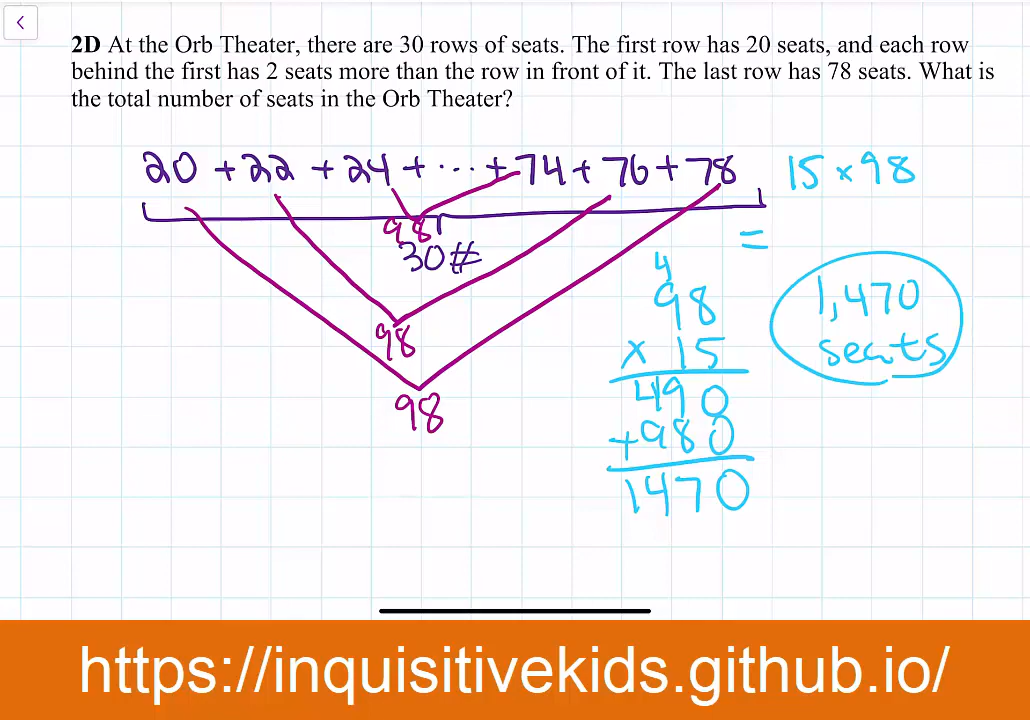 2D At the Orb Theater, there are 30 rows of seats. The first row has 20 seats, and each row
behind the first has 2 seats more than the row in front of it. The last row has 78 seats. What is
the total number of seats in the Orb Theater?
20 + 22 + 24 + ... + 74 + 76 + 78
15 × 98
98
30#
=
4
98
1,470
seats
98
× 15
490
98
+980
1470
https://inquisitivekids.github.io/